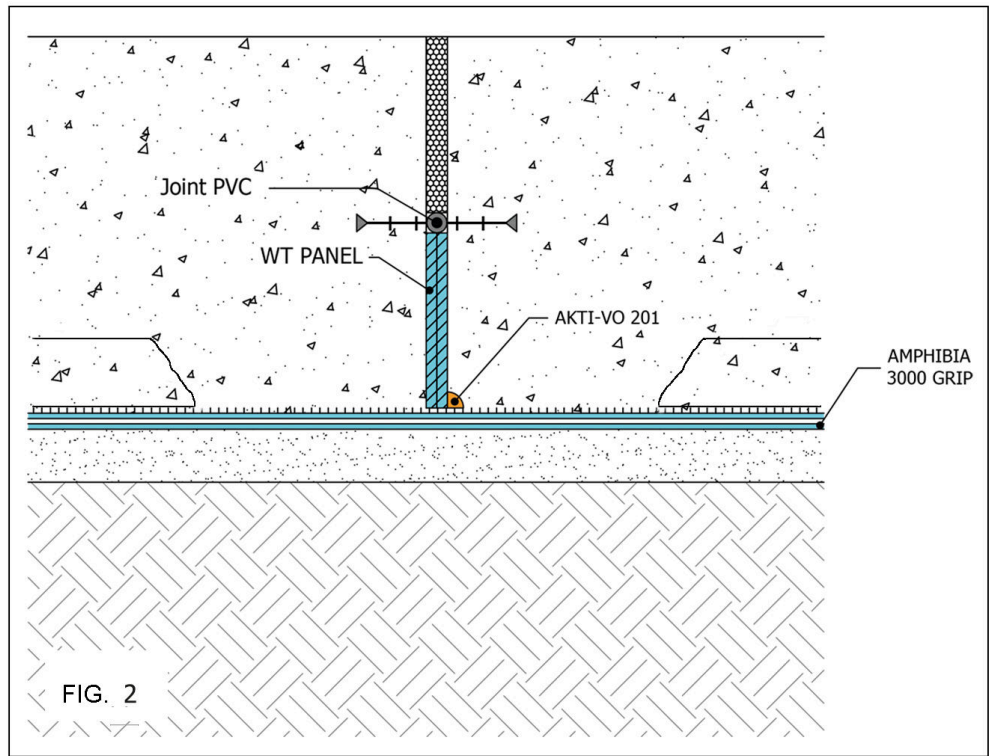 Joint PVC
WT PANEL
AKTI-VO 201
AMPHIBIA
3000 GRIP
FIG. 2